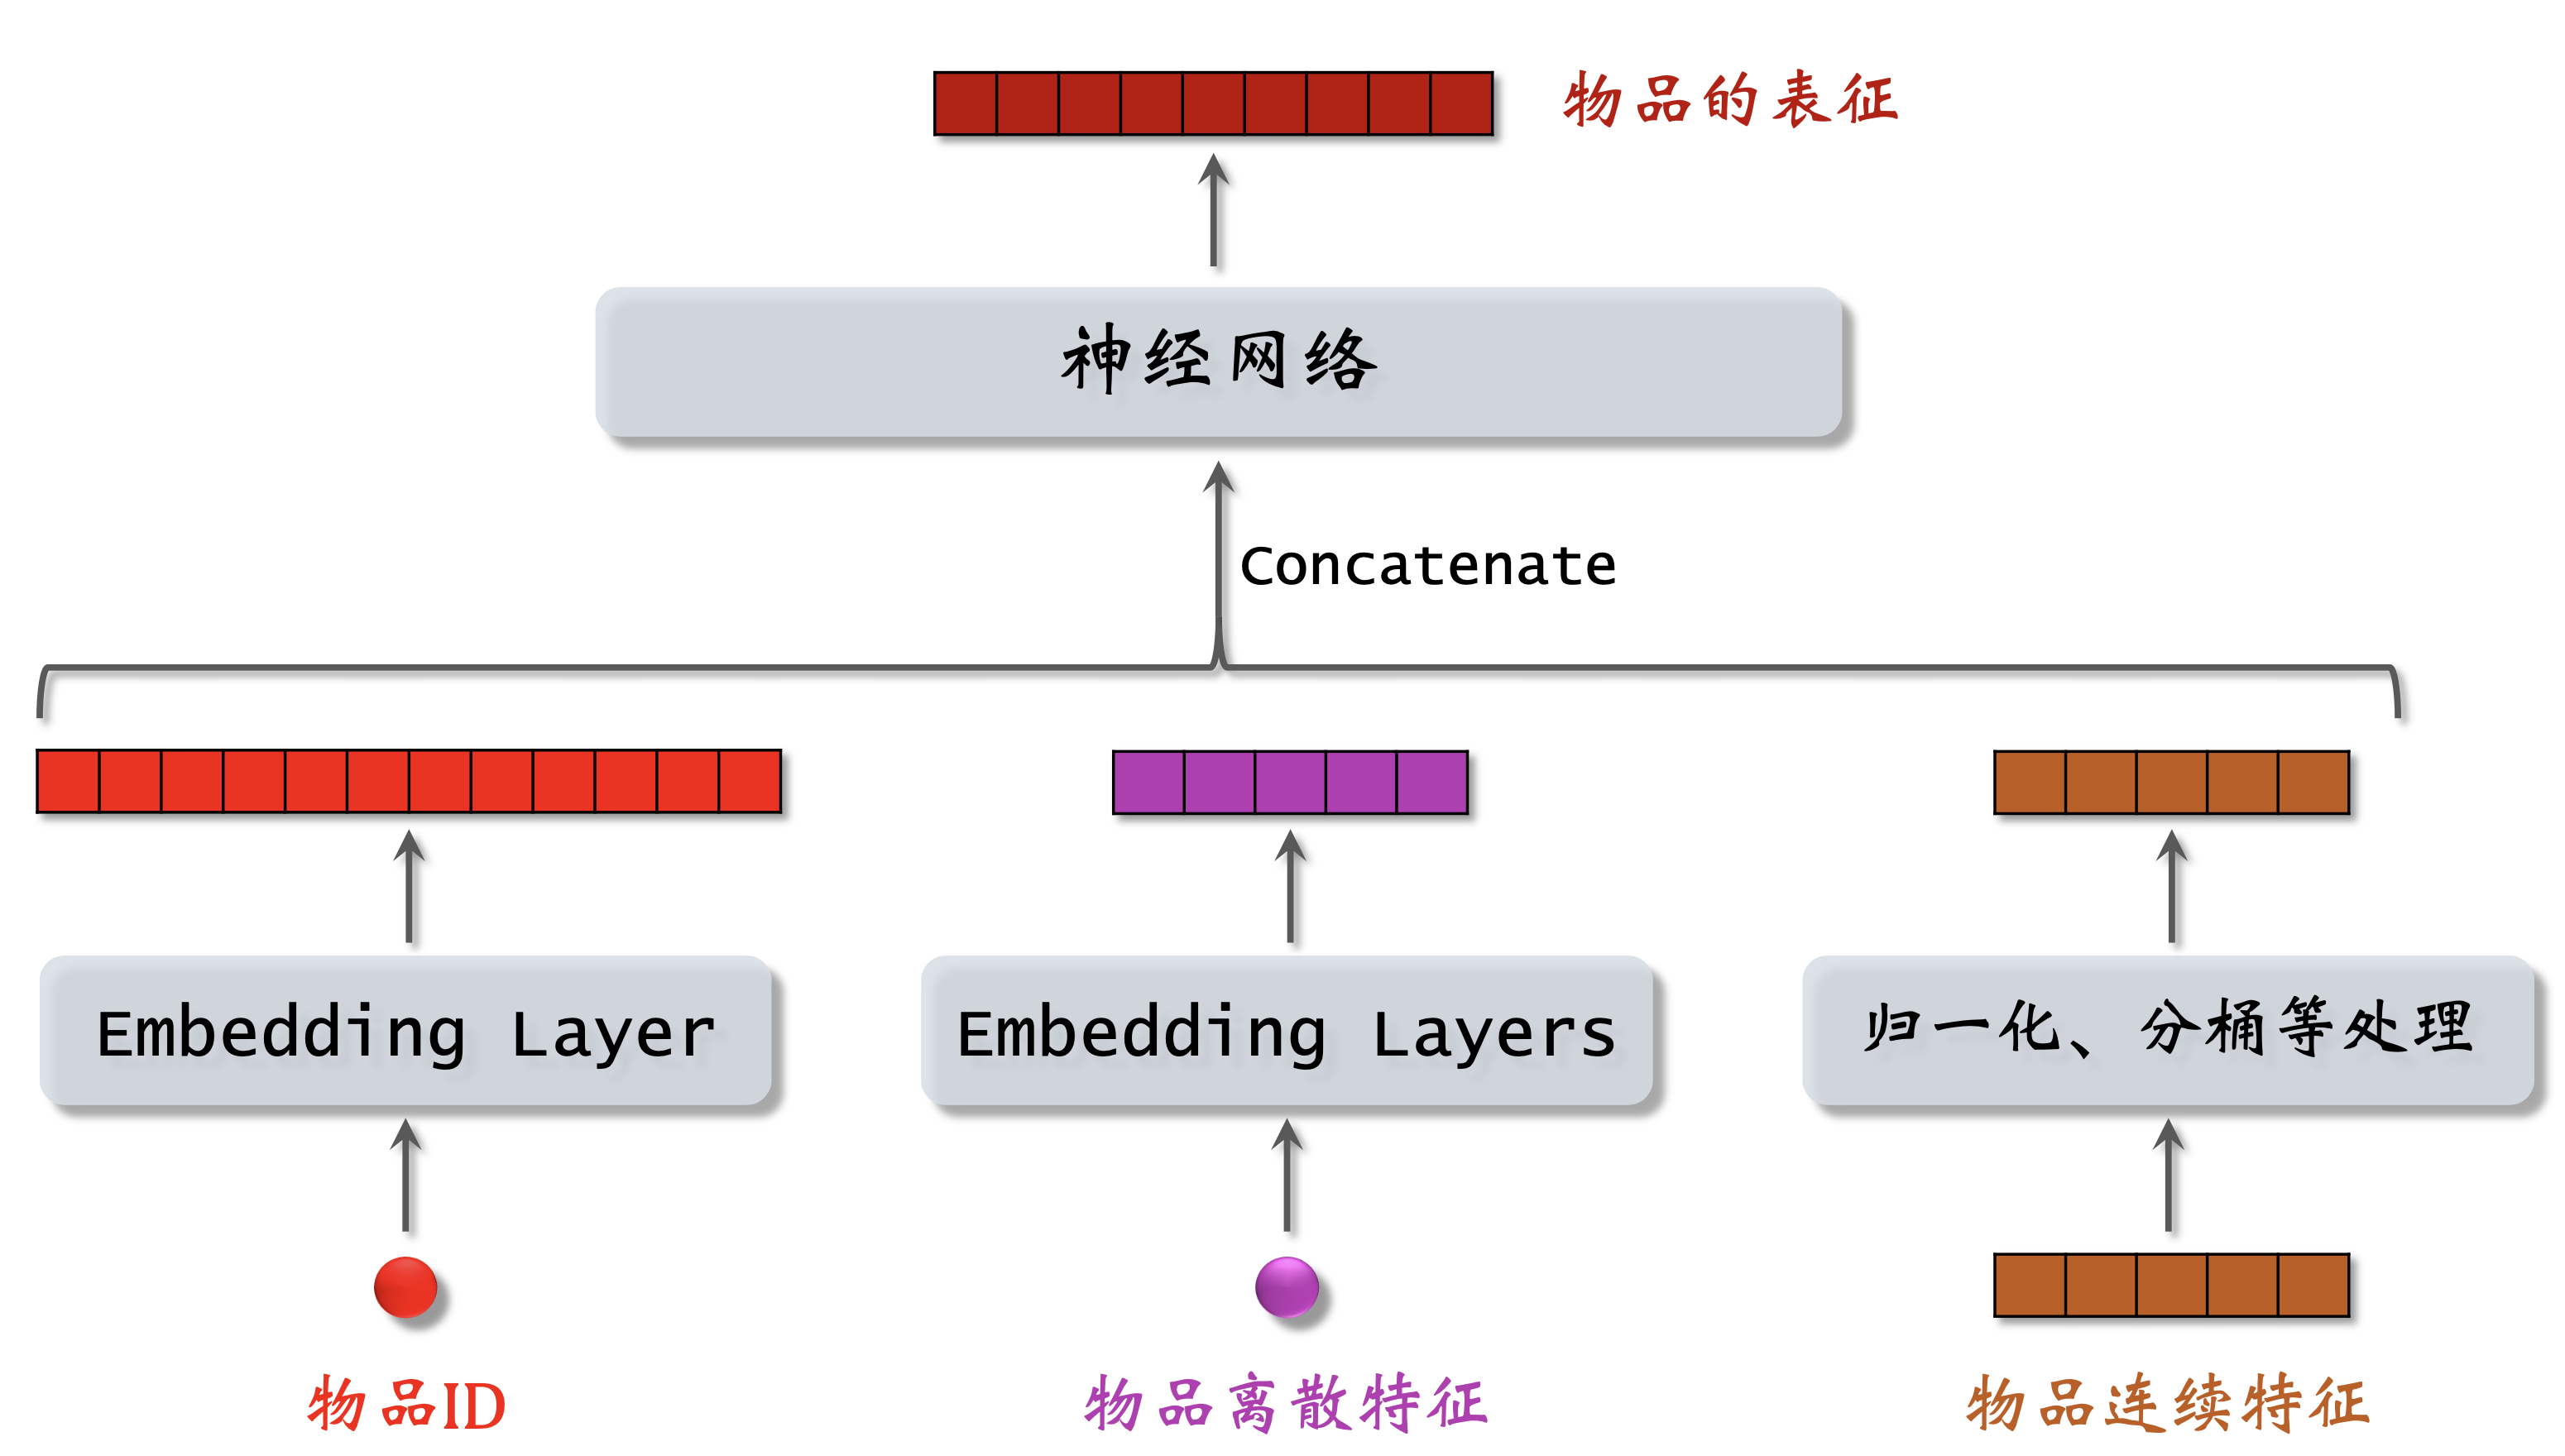 物品的表征
神经网络
Concatenate
Embedding Layer
Embedding Layers
归一化、分桶等处理
物品ID
物品离散特征
物品连续特征